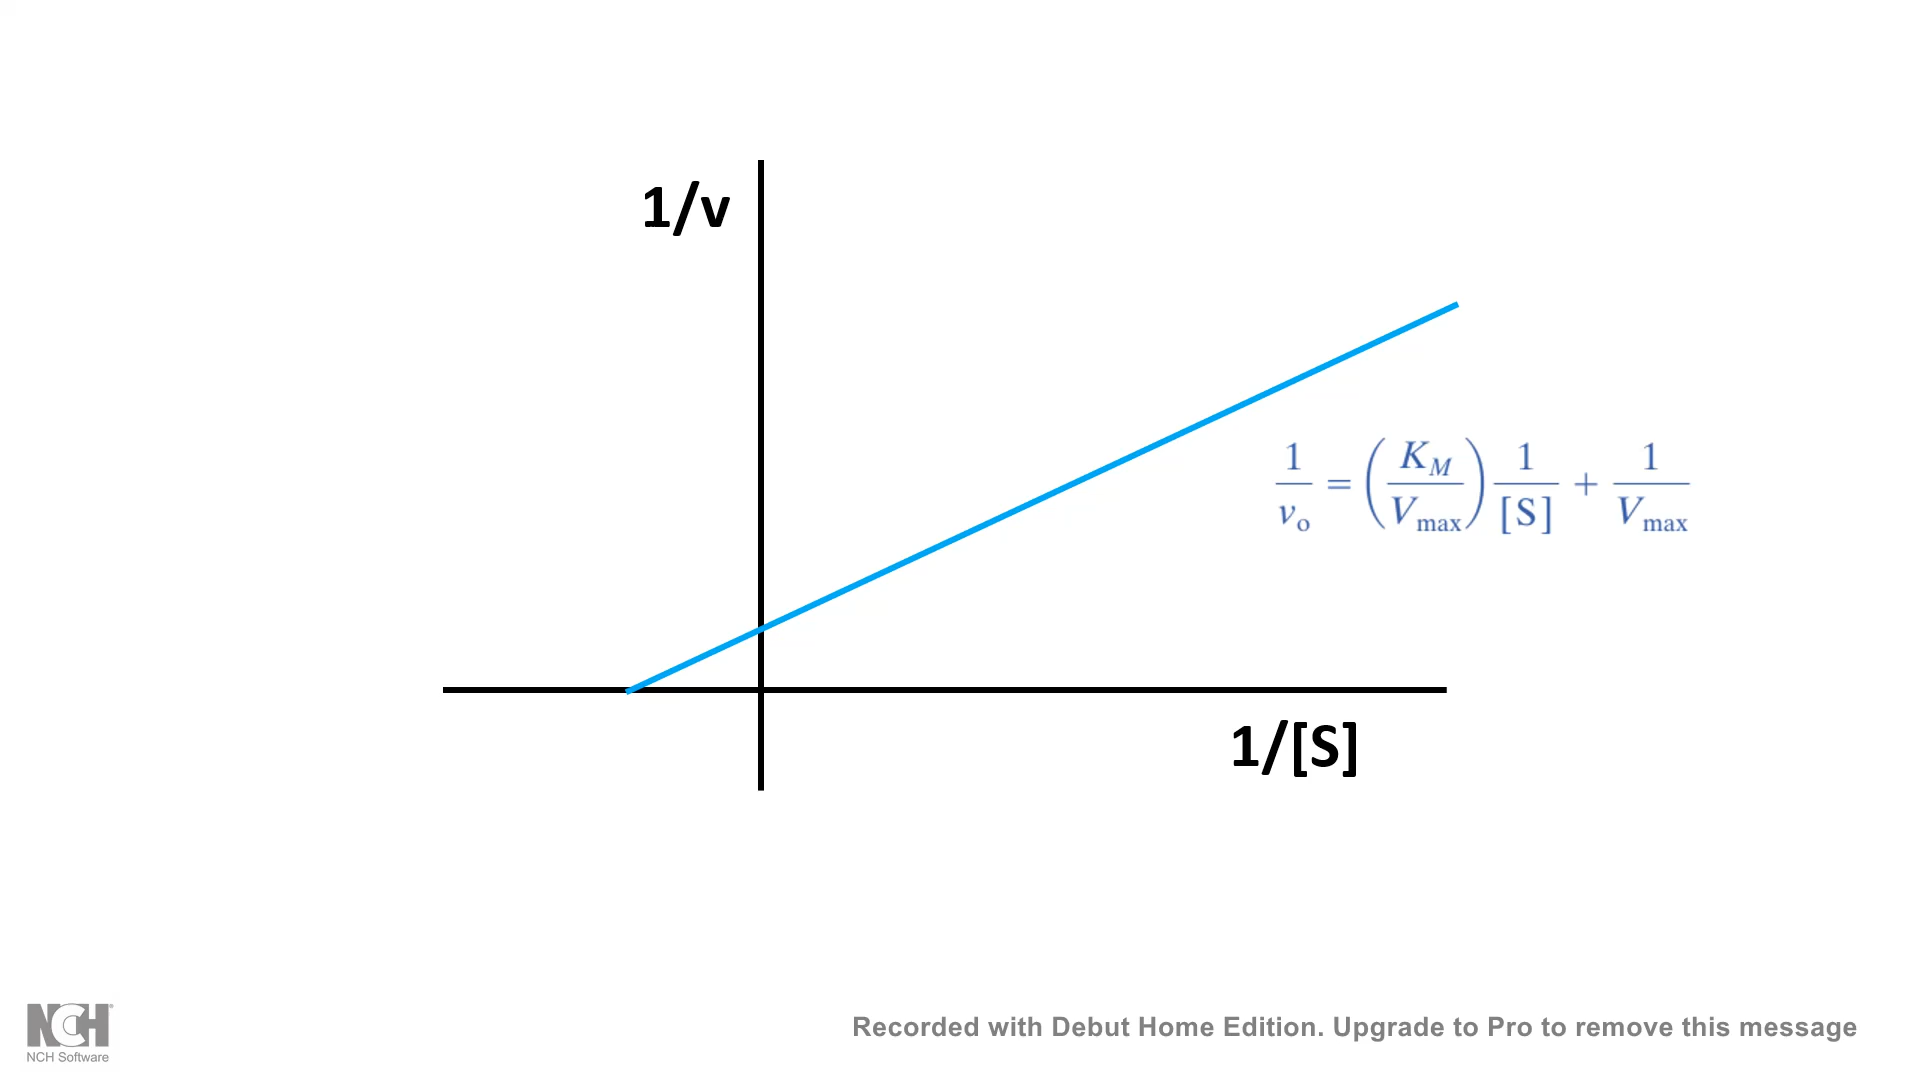 1/v
1/v₀ = (K_M/V_max) 1/[S] + 1/V_max
1/[S]
NCH®
NCH Software
Recorded with Debut Home Edition. Upgrade to Pro to remove this message